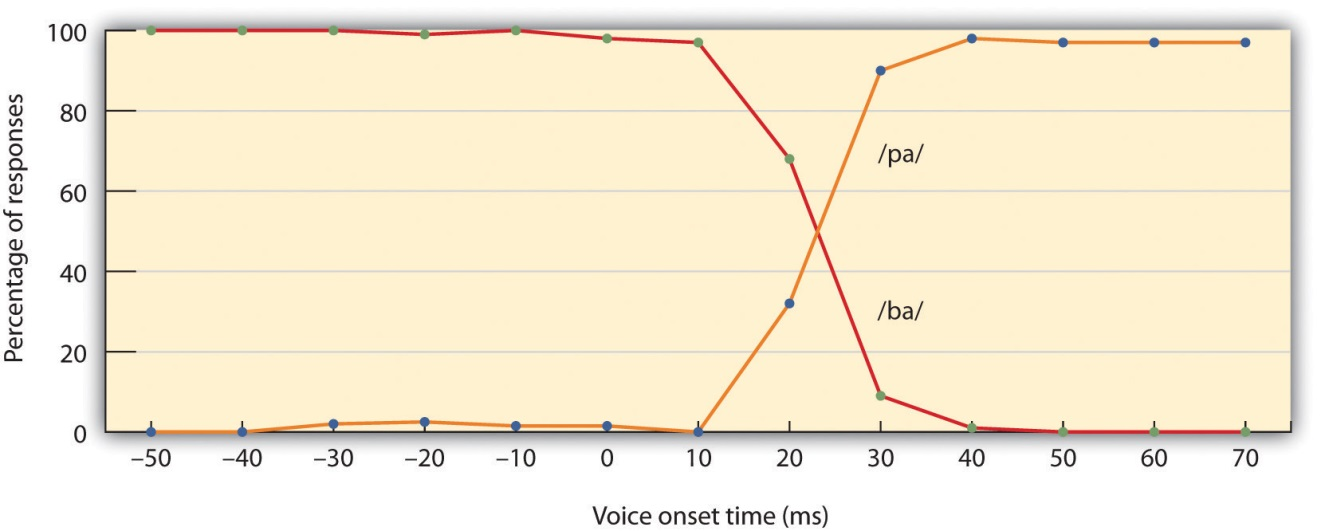 Percentage of responses
100
80
60
40
20
0
/pa/
/ba/
–50 –40 –30 –20 –10 0 10 20 30 40 50 60 70
Voice onset time (ms)